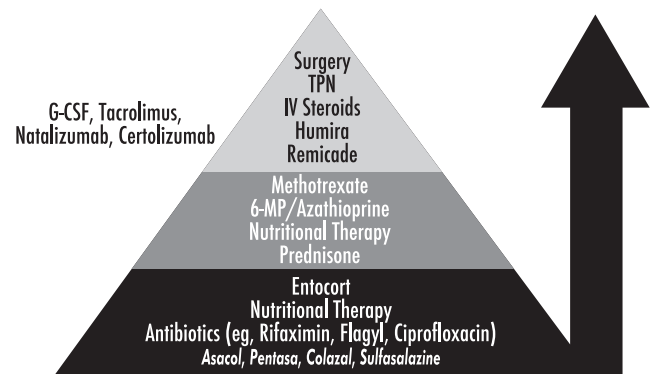 Surgery
TPN
IV Steroids
Humira
Remicade
G-CSF, Tacrolimus,
Natalizumab, Certolizumab
Methotrexate
6-MP/Azathioprine
Nutritional Therapy
Prednisone
Entocort
Nutritional Therapy
Antibiotics (eg, Rifaximin, Flagyl, Ciprofloxacin)
Asacol, Pentasa, Colazal, Sulfasalazine